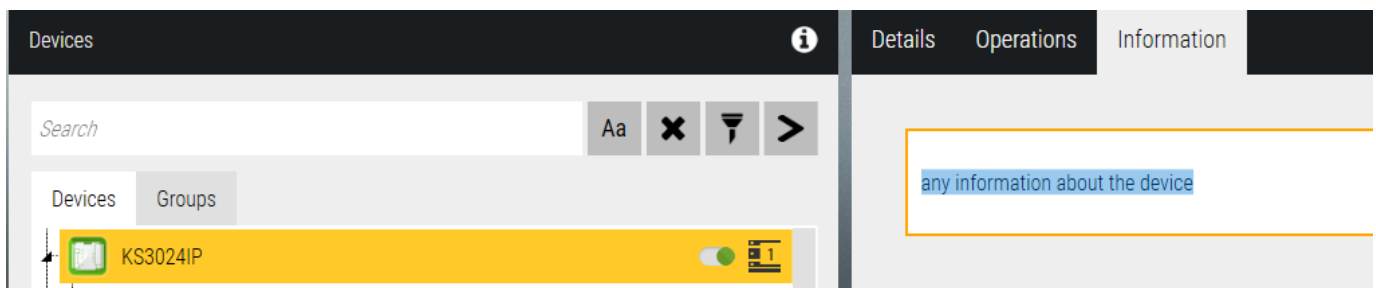 Devices
Details Operations Information
Search
Aa
any information about the device
Devices Groups
KS3024IP
1